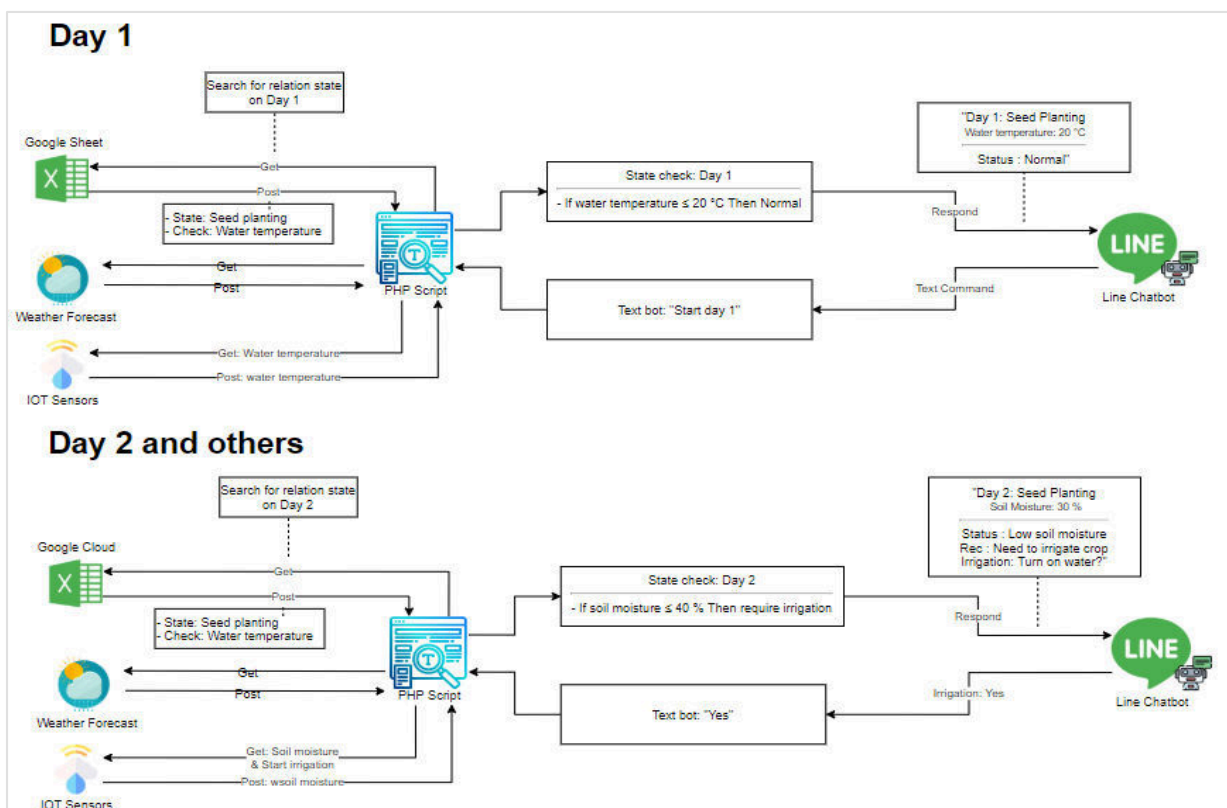 Day 1
Search for relation state
on Day 1
Google Sheet
Get
Post
- State: Seed planting
- Check: Water temperature
Get
Post
Weather Forecast
PHP Script
Get: Water temperature
Post: water temperature
IOT Sensors
State check: Day 1
- If water temperature ≤ 20 °C Then Normal
Text bot: "Start day 1"
"Day 1: Seed Planting
Water temperature: 20 °C
Status : Normal"
Respond
LINE
Text Command
Line Chatbot
Day 2 and others
Search for relation state
on Day 2
Google Cloud
Get
Post
- State: Seed planting
- Check: Water temperature
Get
Post
Weather Forecast
PHP Script
Get: Soil moisture
& Start irrigation
Post: wsoil moisture
IOT Sensors
State check: Day 2
- If soil moisture ≤ 40 % Then require irrigation
Text bot: "Yes"
"Day 2: Seed Planting
Soil Moisture: 30 %
Status : Low soil moisture
Rec : Need to irrigate crop
Irrigation: Turn on water?"
Respond
LINE
Irrigation: Yes
Line Chatbot